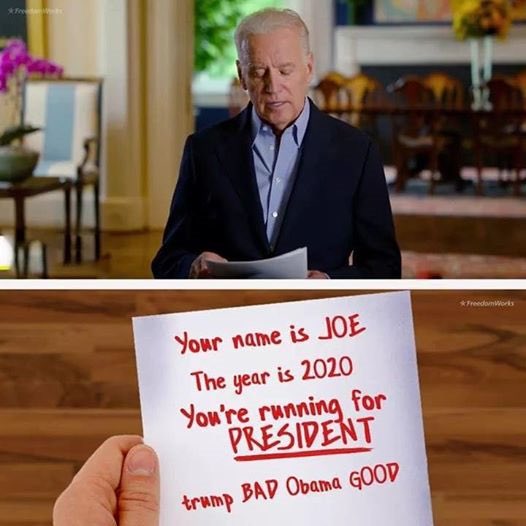 ★ FreedomWorks
★ FreedomWorks
Your name is JOE
The year is 2020
You're running for
PRESIDENT
trump BAD Obama GOOD